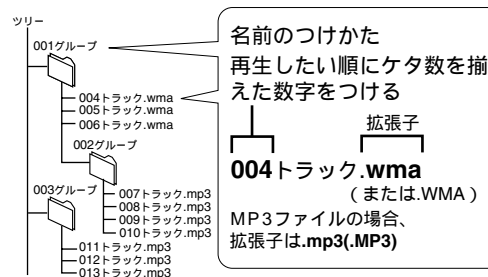 ツリー
001グループ
004トラック.wma
005トラック.wma
006トラック.wma
002グループ
007トラック.mp3
008トラック.mp3
009トラック.mp3
010トラック.mp3
003グループ
011トラック.mp3
012トラック.mp3
013トラック.mp3
名前のつけかた
再生したい順にケタ数を揃
えた数字をつける
拡張子
004トラック.wma
(または.WMA)
MP3ファイルの場合、
拡張子は.mp3(.MP3)